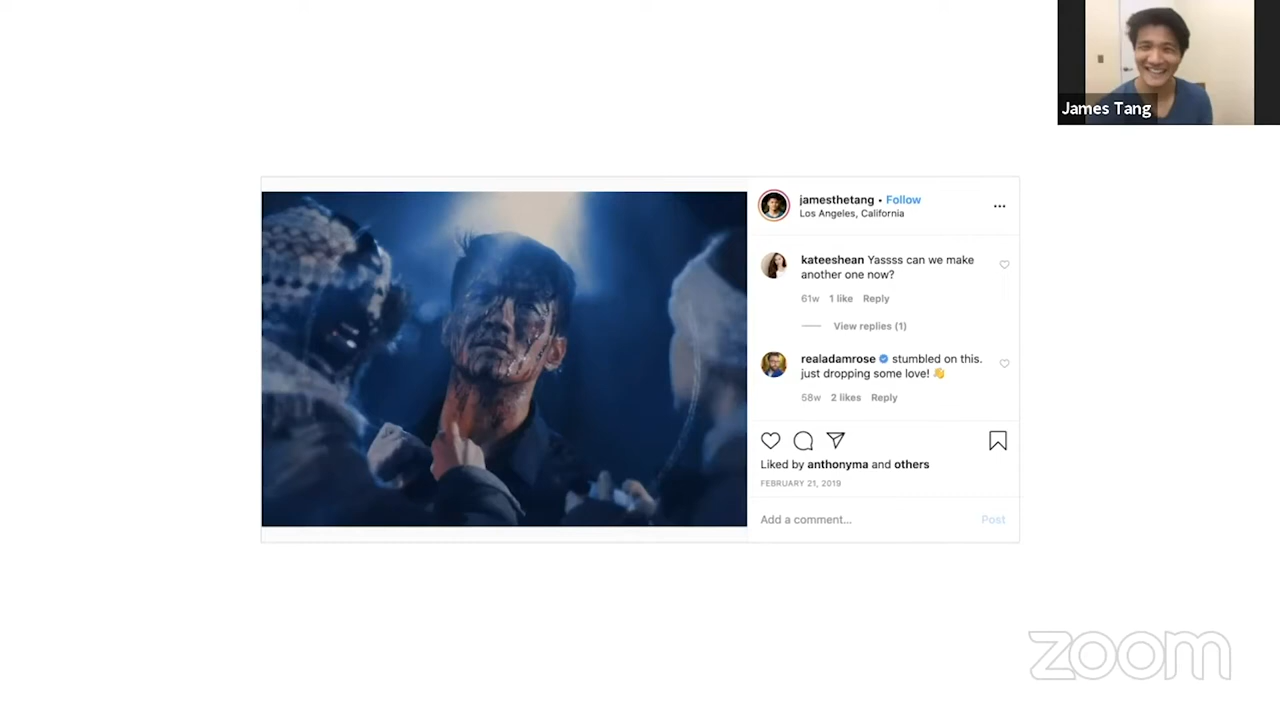 James Tang
jamesthetang • Follow
Los Angeles, California
kateeshean Yassss can we make
another one now?
61w 1 like Reply
View replies (1)
realadamrose stumbled on this.
just dropping some love! 👋
58w 2 likes Reply
Liked by anthonyma and others
FEBRUARY 21, 2019
Add a comment... Post
zoom